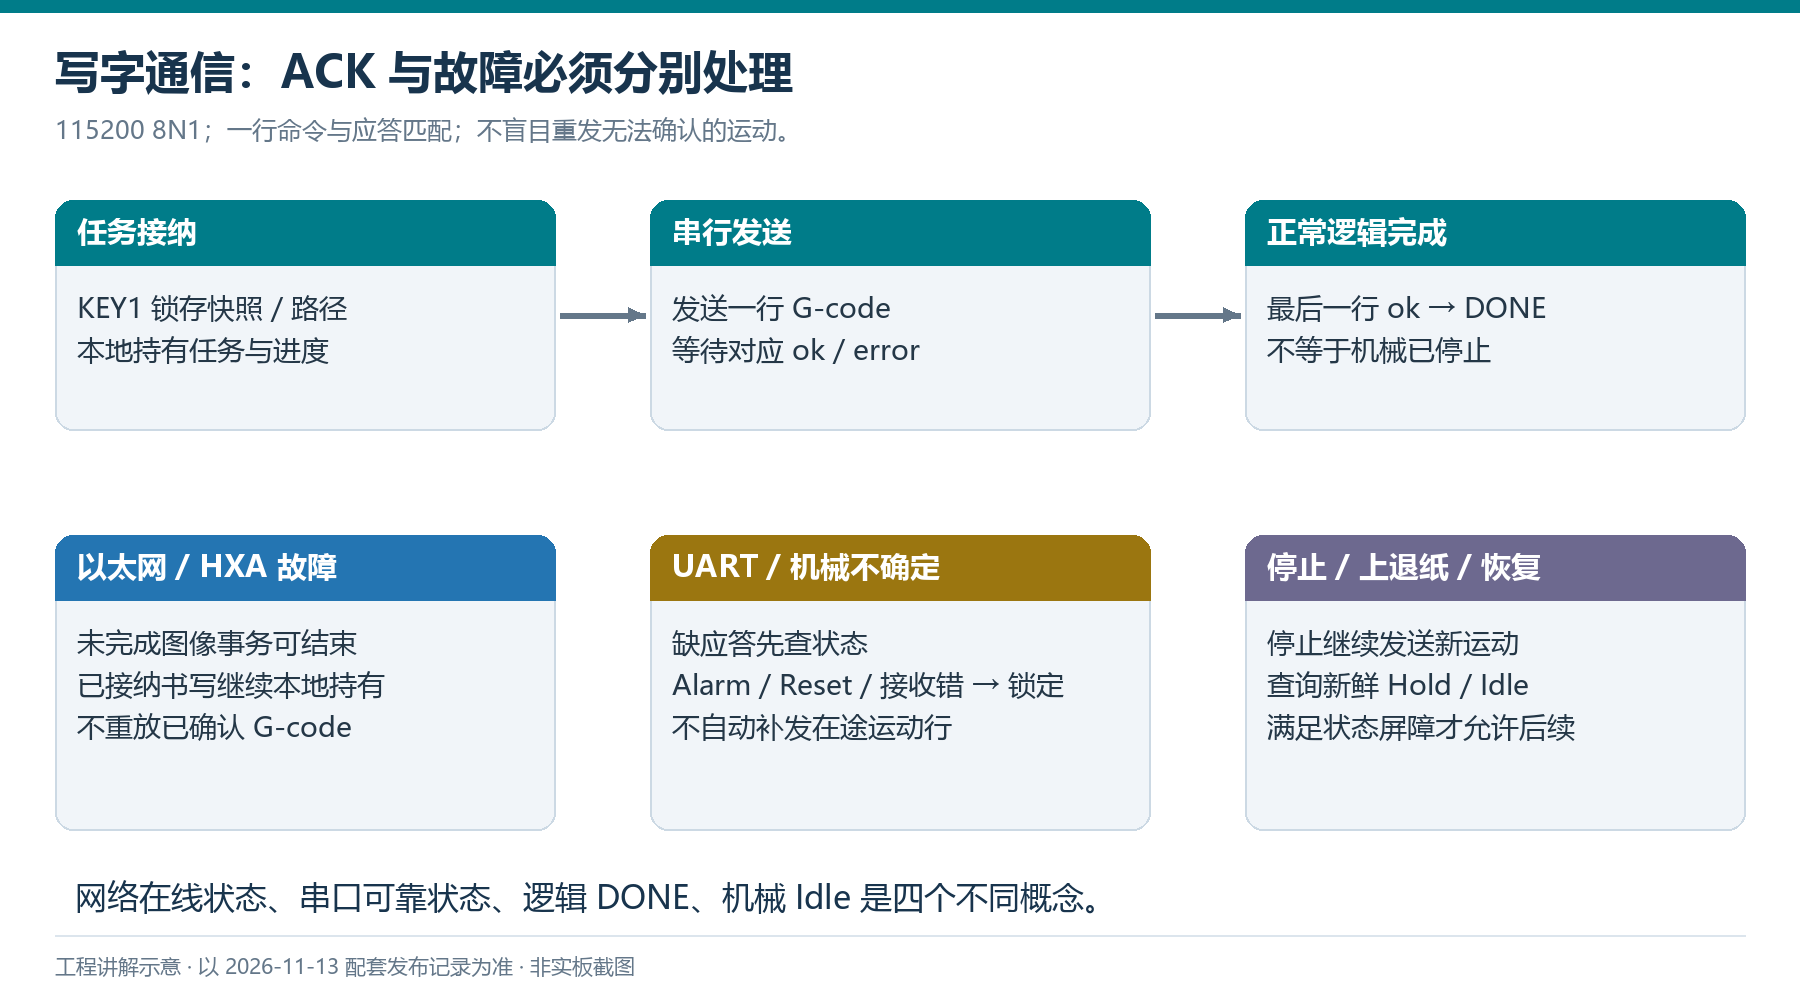 写字通信：ACK 与故障必须分别处理
115200 8N1；一行命令与应答匹配；不盲目重发无法确认的运动。
任务接纳
KEY1 锁存快照 / 路径
本地持有任务与进度
串行发送
发送一行 G-code
等待对应 ok / error
正常逻辑完成
最后一行 ok → DONE
不等于机械已停止
以太网 / HXA 故障
未完成图像事务可结束
已接纳书写继续本地持有
不重放已确认 G-code
UART / 机械不确定
缺应答先查状态
Alarm / Reset / 接收错 → 锁定
不自动补发在途运动行
停止 / 上退纸 / 恢复
停止继续发送新运动
查询新鲜 Hold / Idle
满足状态屏障才允许后续
网络在线状态、串口可靠状态、逻辑 DONE、机械 Idle 是四个不同概念。
工程讲解示意 · 以 2026-11-13 配套发布记录为准 · 非实板截图